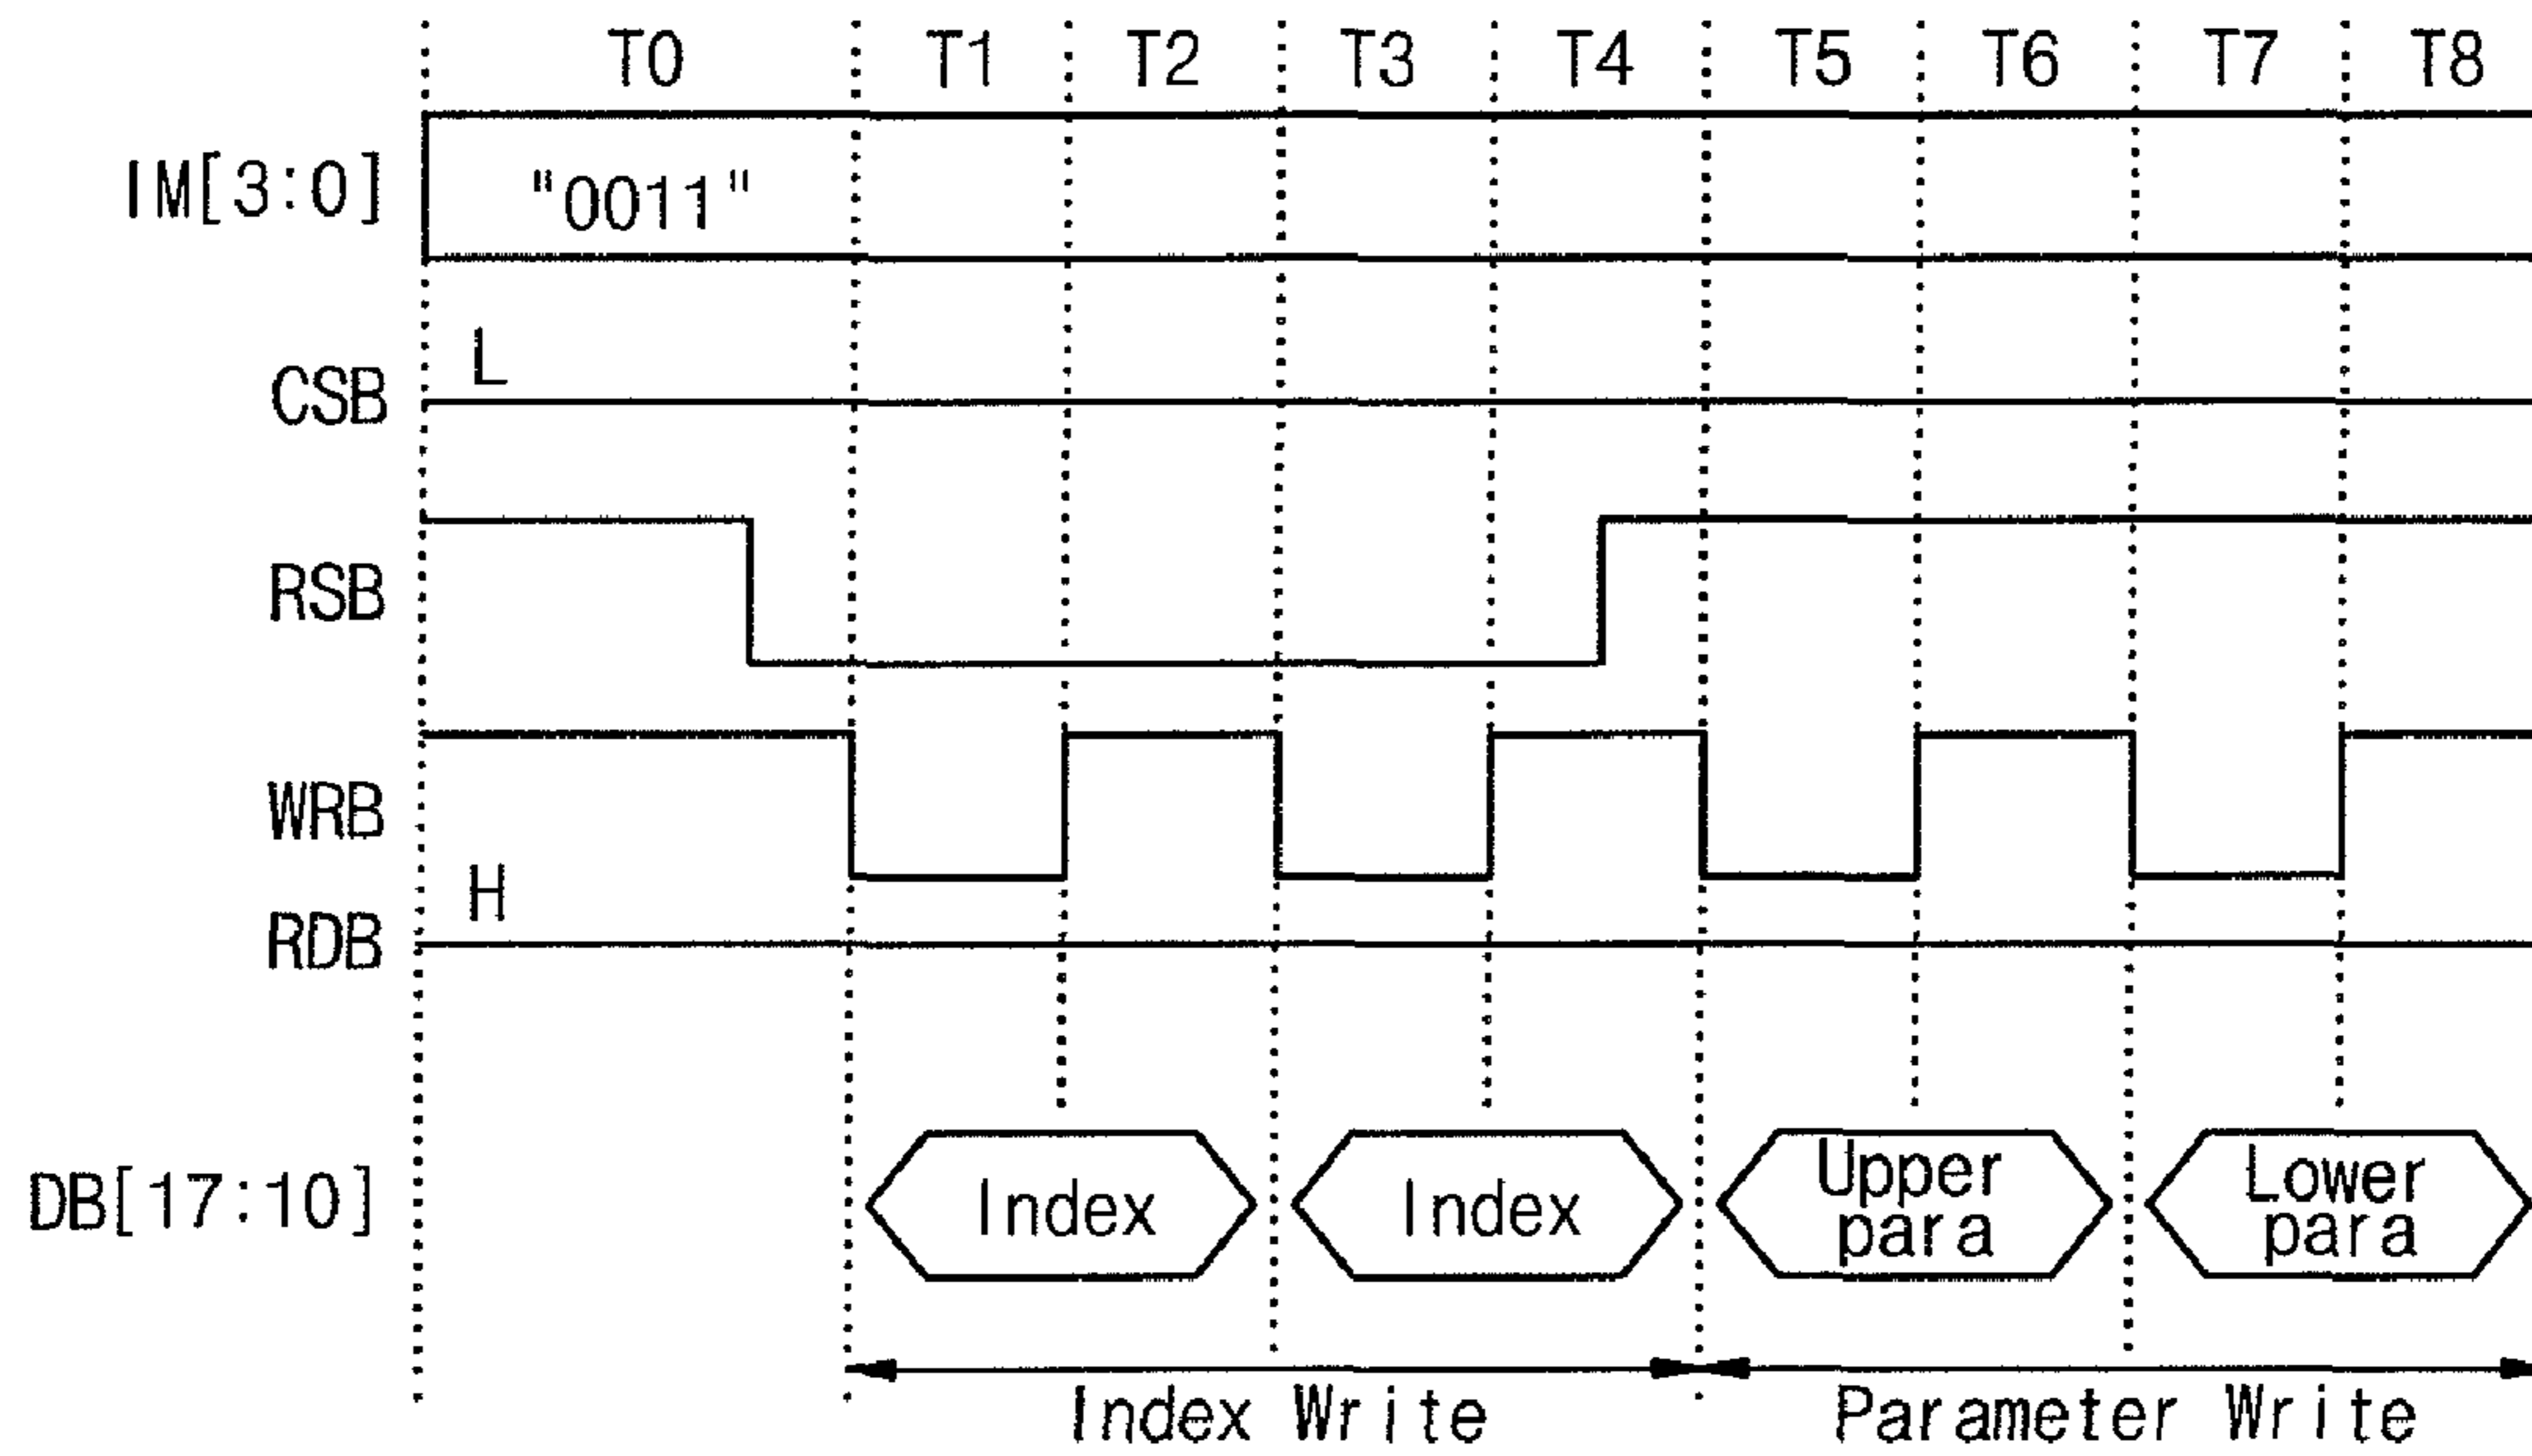 T0 T1 T2 T3 T4 T5 T6 T7 T8
IM[3:0] "0011"
L
CSB
RSB
WRB
H
RDB
DB[17:10] Index Index Upper para Lower para
Index Write Parameter Write